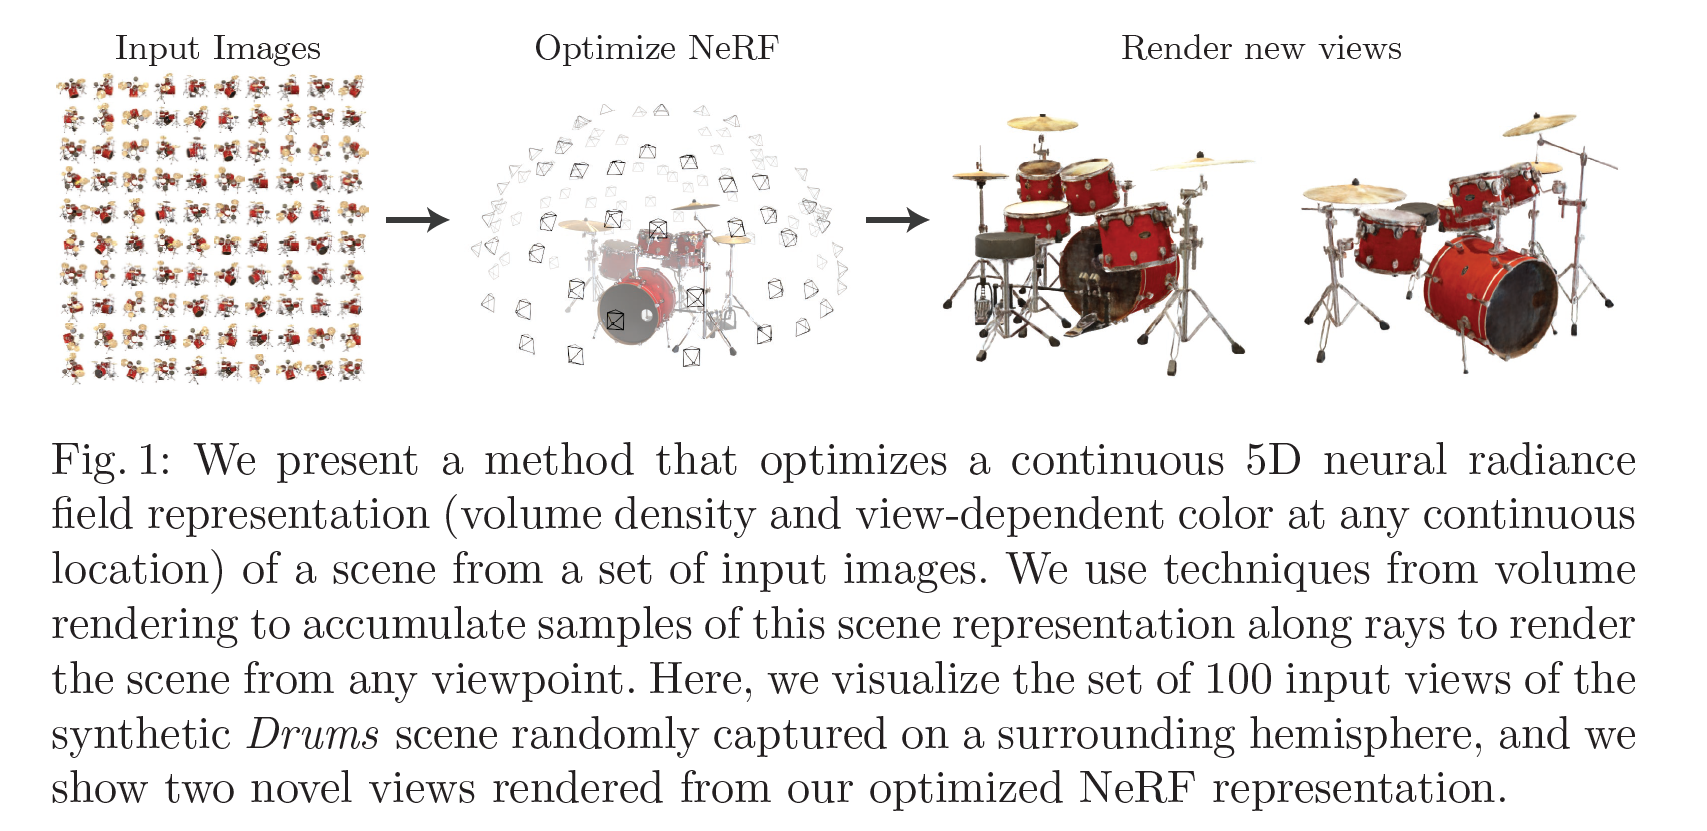 Input Images
Optimize NeRF
Render new views
Fig. 1: We present a method that optimizes a continuous 5D neural radiance
field representation (volume density and view-dependent color at any continuous
location) of a scene from a set of input images. We use techniques from volume
rendering to accumulate samples of this scene representation along rays to render
the scene from any viewpoint. Here, we visualize the set of 100 input views of the
synthetic Drums scene randomly captured on a surrounding hemisphere, and we
show two novel views rendered from our optimized NeRF representation.